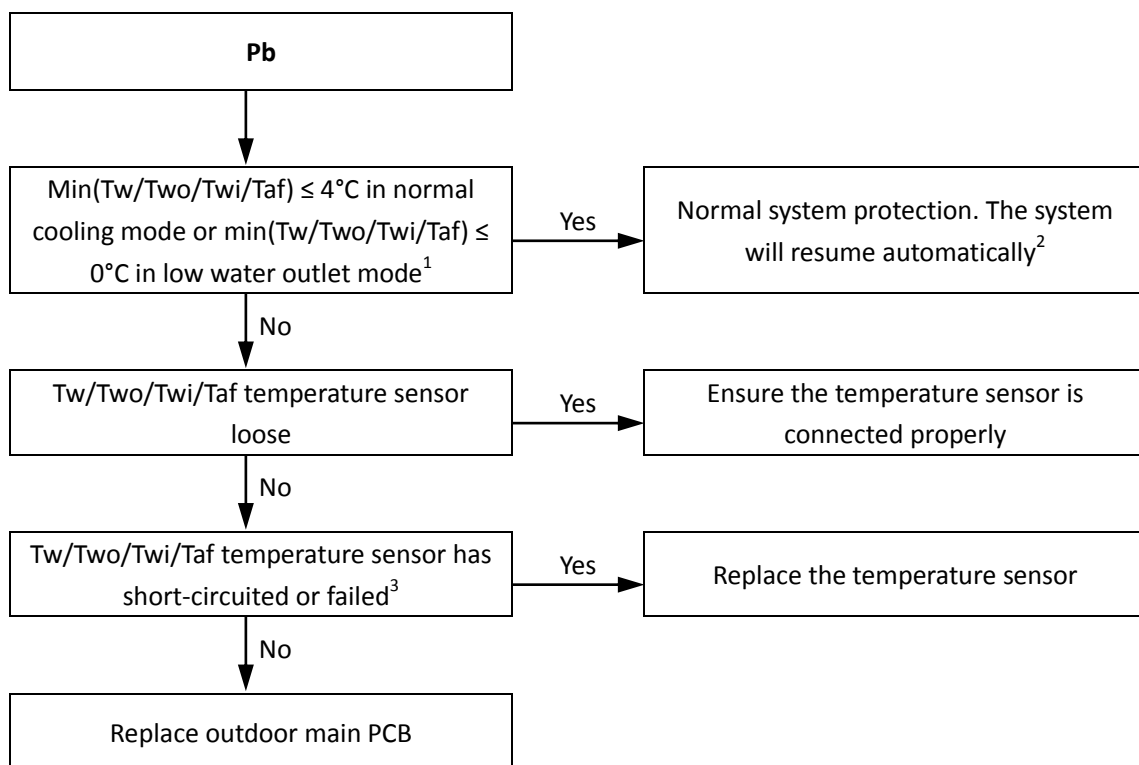 Pb
Min(Tw/Two/Twi/Taf) ≤ 4°C in normal
cooling mode or min(Tw/Two/Twi/Taf) ≤
0°C in low water outlet mode¹
Yes
Normal system protection. The system
will resume automatically²
No
Tw/Two/Twi/Taf temperature sensor
loose
Yes
Ensure the temperature sensor is
connected properly
No
Tw/Two/Twi/Taf temperature sensor has
short-circuited or failed³
Yes
Replace the temperature sensor
No
Replace outdoor main PCB